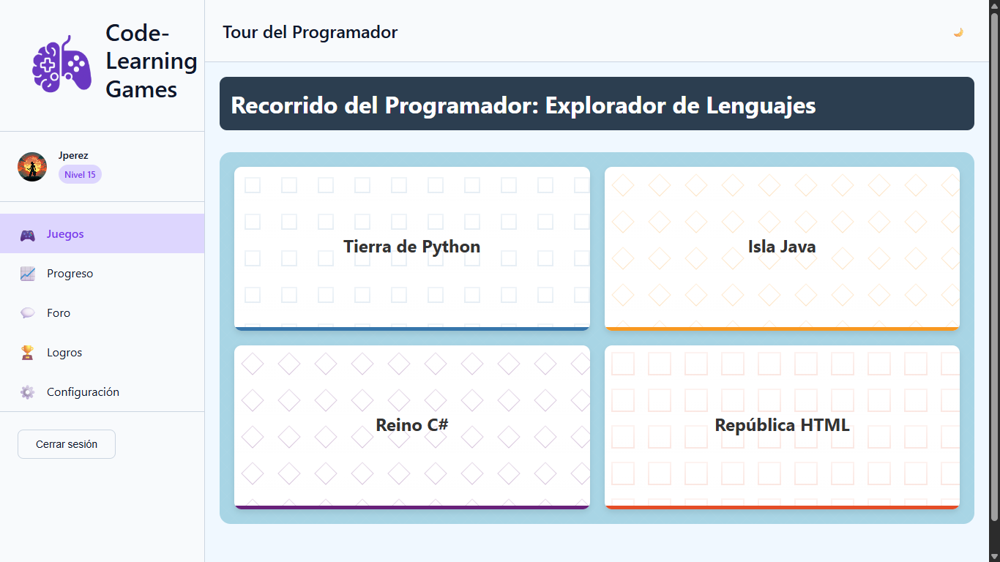 Code-
Learning
Games
Jperez
Nivel 15
Juegos
Progreso
Foro
Logros
Configuración
Cerrar sesión
Tour del Programador
Recorrido del Programador: Explorador de Lenguajes
Tierra de Python
Isla Java
Reino C#
República HTML